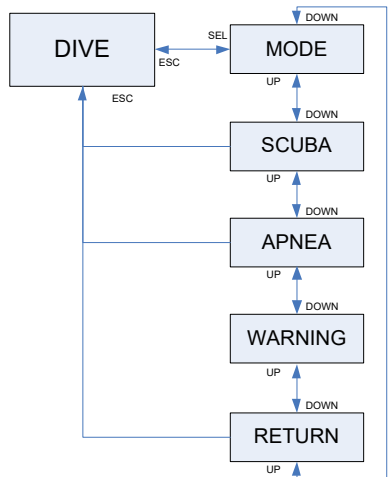 DOWN
DIVE
SEL
MODE
ESC
ESC
UP
DOWN
SCUBA
UP
DOWN
APNEA
UP
DOWN
WARNING
UP
DOWN
RETURN
UP